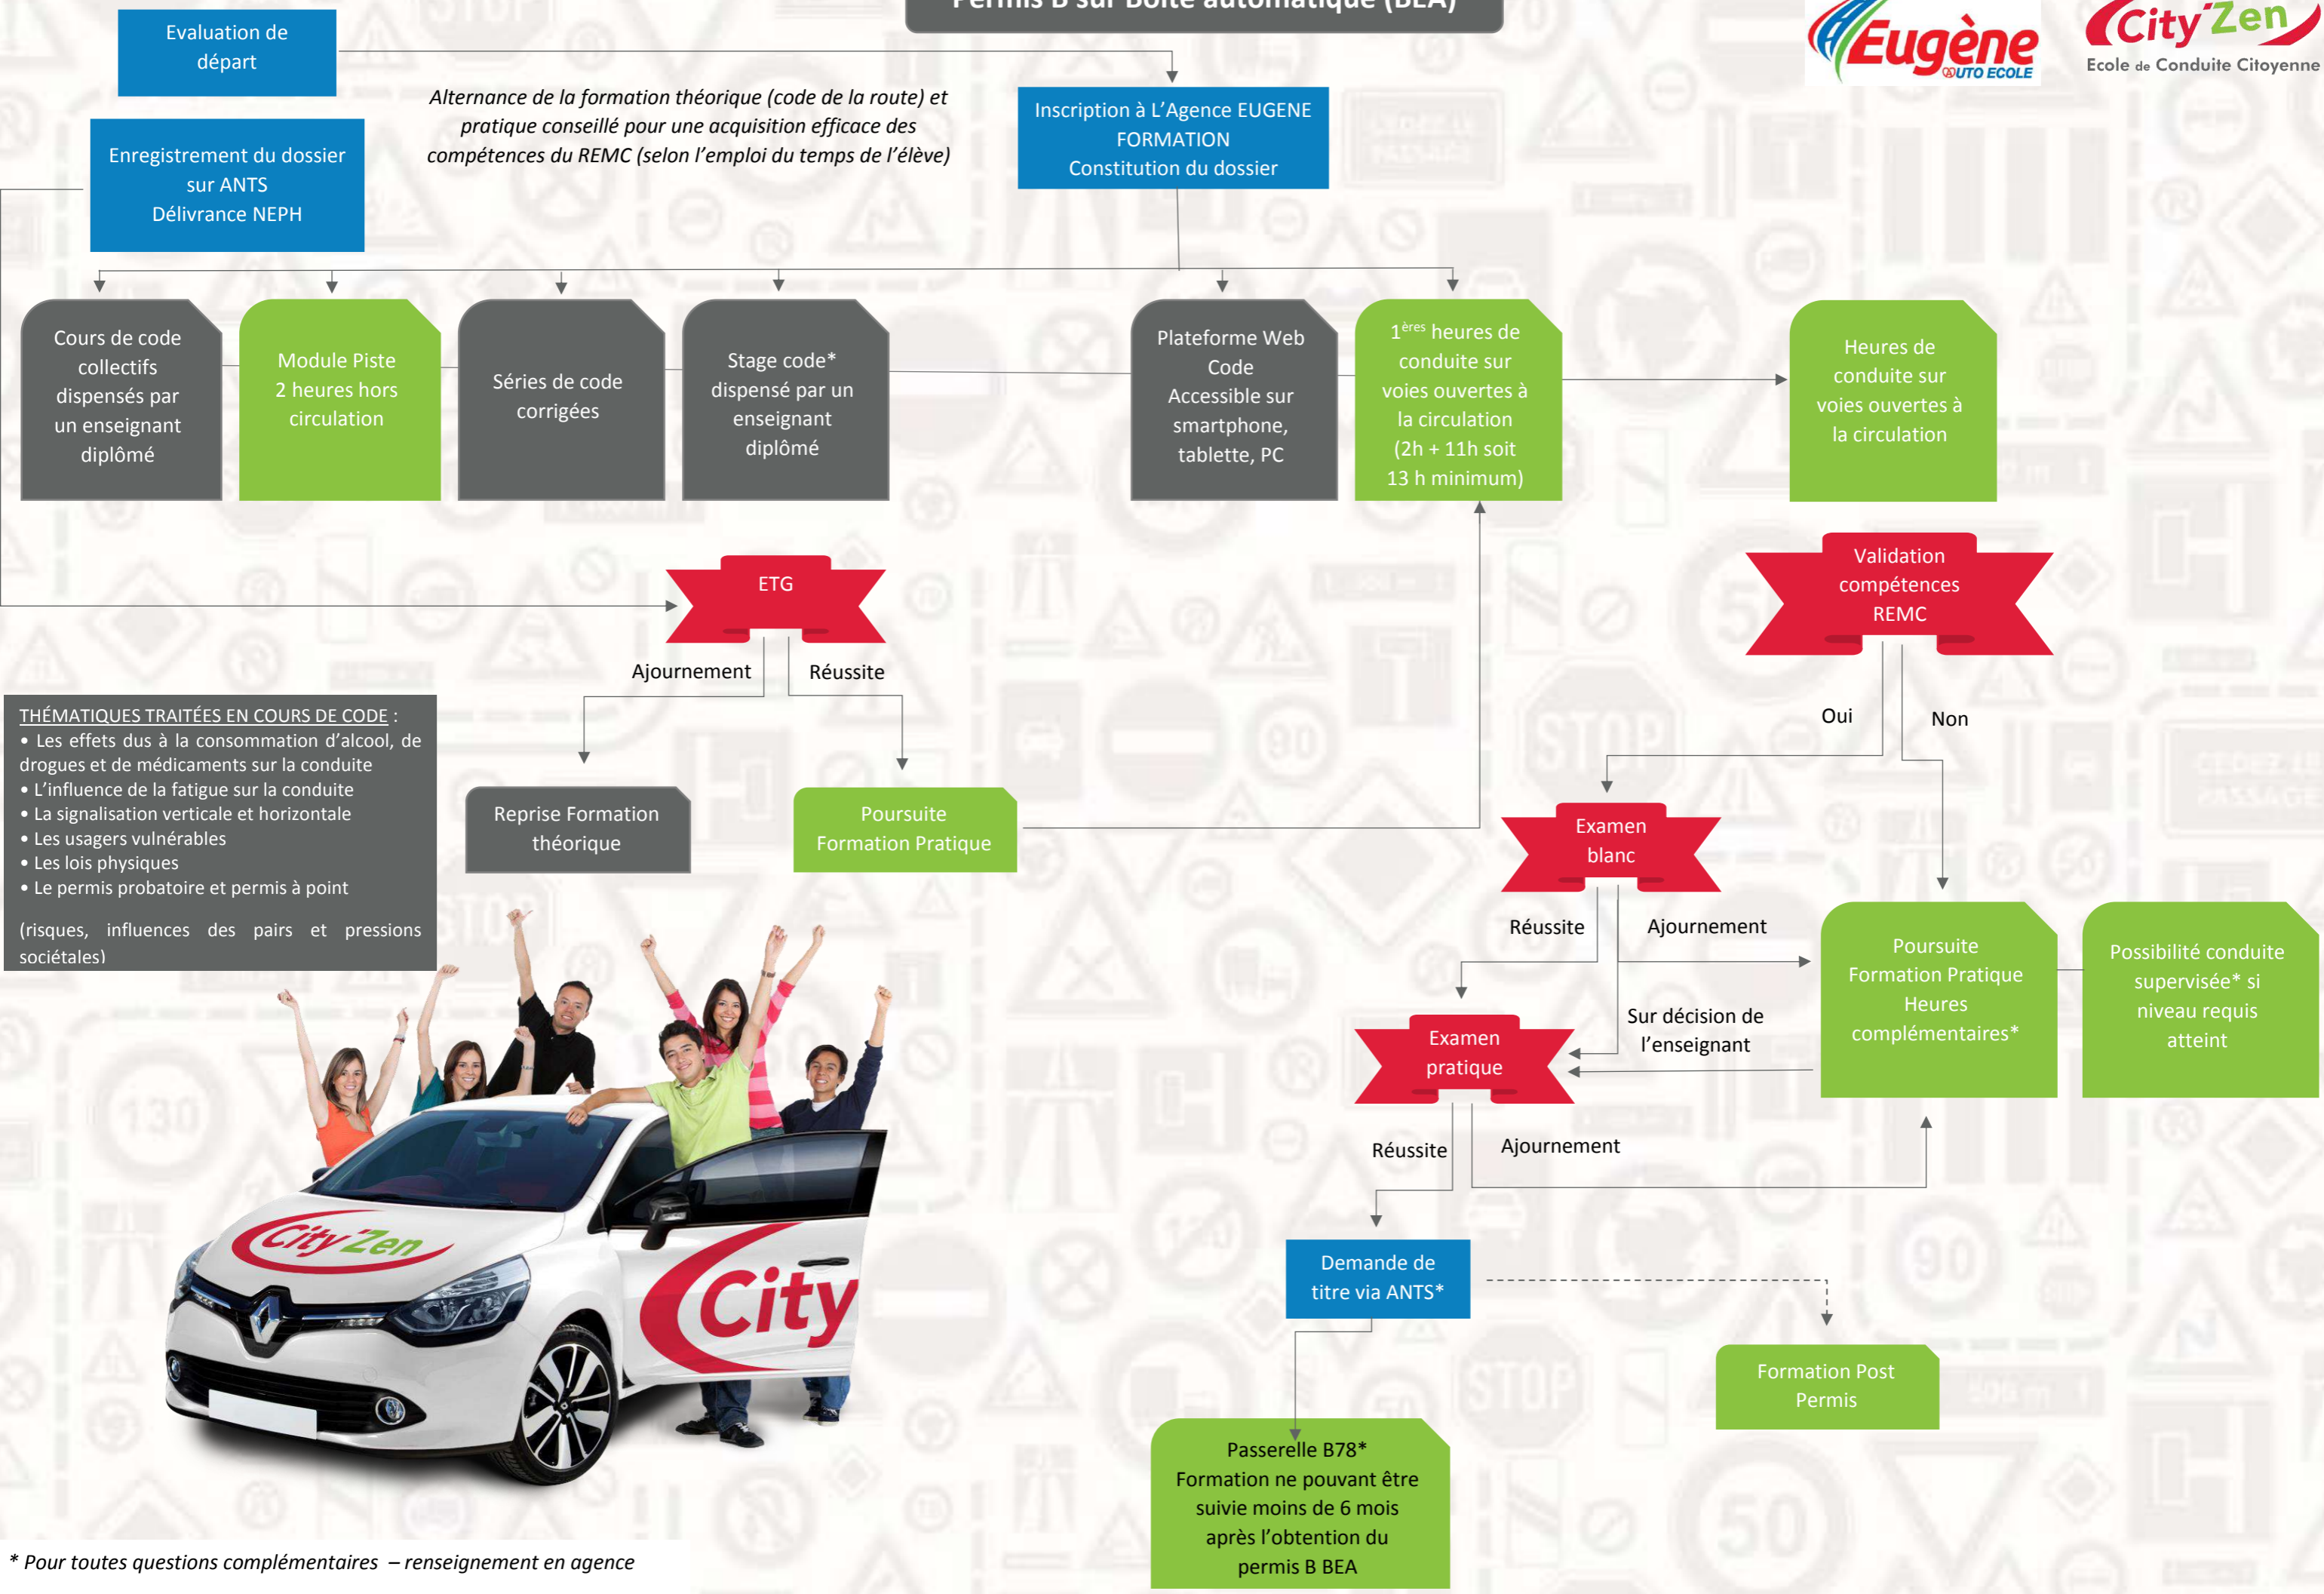 Permis B sur Boîte automatique (BEA)
Eugène
AUTO ECOLE
City'Zen
Ecole de Conduite Citoyenne
Evaluation de
départ
Alternance de la formation théorique (code de la route) et
pratique conseillé pour une acquisition efficace des
compétences du REMC (selon l'emploi du temps de l'élève)
Inscription à L'Agence EUGENE
FORMATION
Constitution du dossier
Enregistrement du dossier
sur ANTS
Délivrance NEPH
Cours de code
collectifs
dispensés par
un enseignant
diplômé
Module Piste
2 heures hors
circulation
Séries de code
corrigées
Stage code*
dispensé par un
enseignant
diplômé
Plateforme Web
Code
Accessible sur
smartphone,
tablette, PC
1ères heures de
conduite sur
voies ouvertes à
la circulation
(2h + 11h soit
13 h minimum)
Heures de
conduite sur
voies ouvertes à
la circulation
ETG
Ajournement
Réussite
Validation
compétences
REMC
Oui
Non
THÉMATIQUES TRAITÉES EN COURS DE CODE :
• Les effets dus à la consommation d'alcool, de
drogues et de médicaments sur la conduite
• L'influence de la fatigue sur la conduite
• La signalisation verticale et horizontale
• Les usagers vulnérables
• Les lois physiques
• Le permis probatoire et permis à point
(risques, influences des pairs et pressions
sociétales)
Reprise Formation
théorique
Poursuite
Formation Pratique
Examen
blanc
Réussite
Ajournement
Poursuite
Formation Pratique
Heures
complémentaires*
Possibilité conduite
supervisée* si
niveau requis
atteint
Sur décision de
l'enseignant
Examen
pratique
Réussite
Ajournement
City'Zen
City
Demande de
titre via ANTS*
Formation Post
Permis
Passerelle B78*
Formation ne pouvant être
suivie moins de 6 mois
après l'obtention du
permis B BEA
* Pour toutes questions complémentaires – renseignement en agence